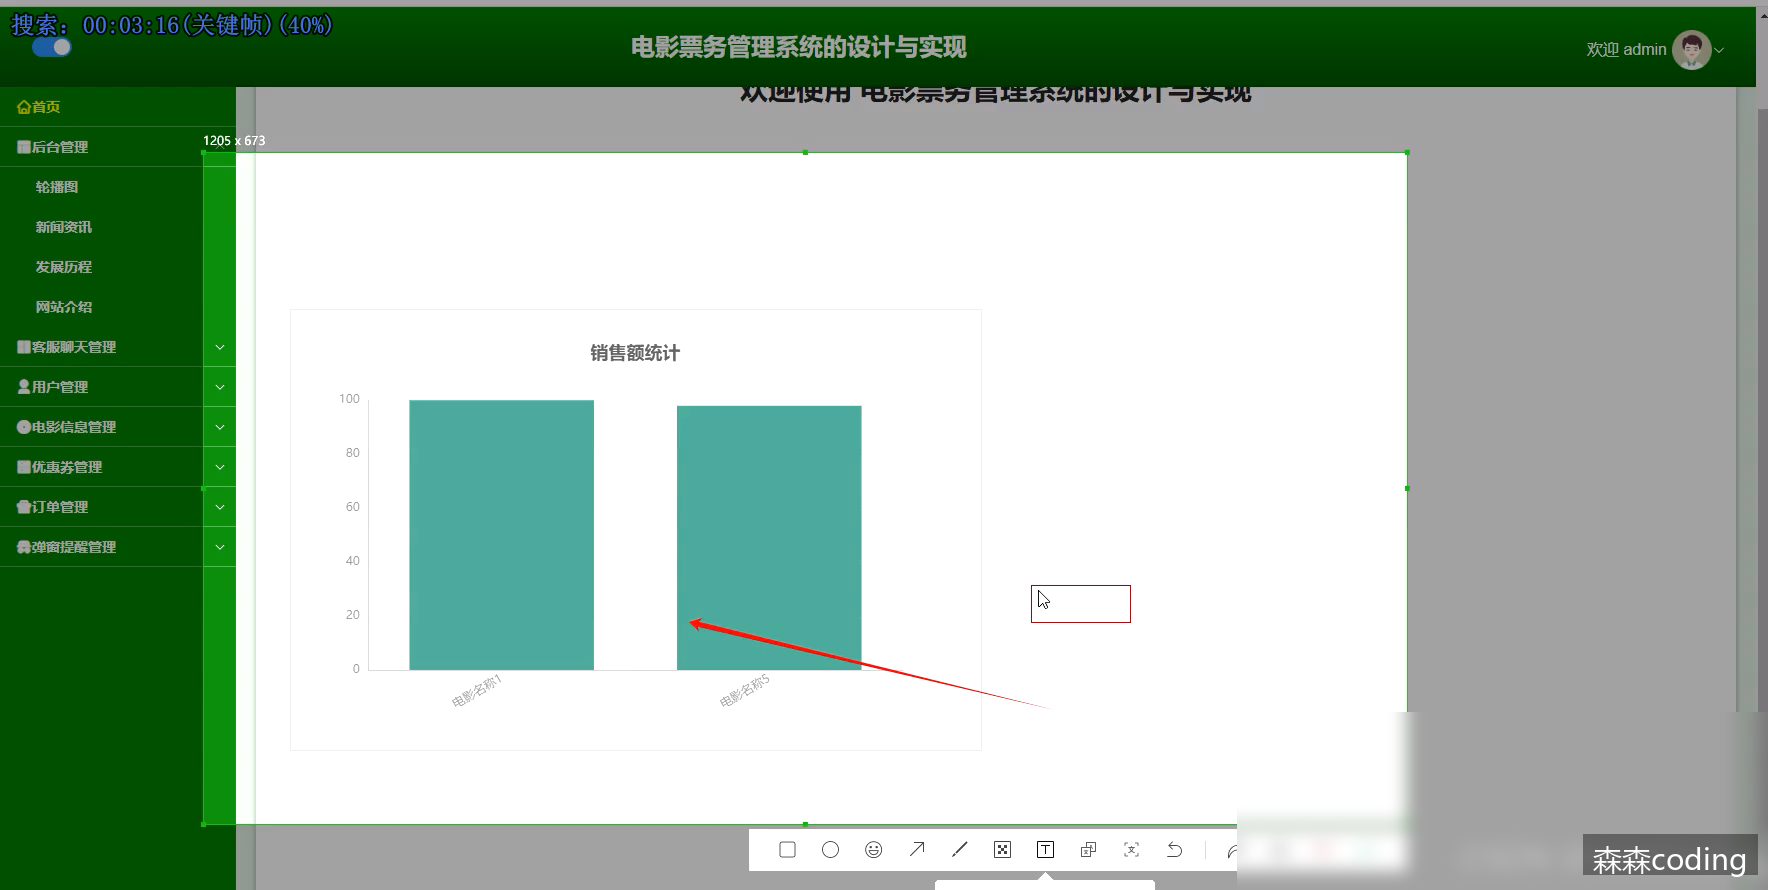 搜索: 00:03:16(关键帧)(40%)
电影票务管理系统的设计与实现
欢迎 admin
欢迎使用 电影票务管理系统的设计与实现
首页
1205 x 673
后台管理
轮播图
新闻资讯
发展历程
网站介绍
客服聊天管理
用户管理
电影信息管理
优惠券管理
订单管理
弹窗提醒管理
销售额统计
100
80
60
40
20
0
电影名称1
电影名称5
森森coding